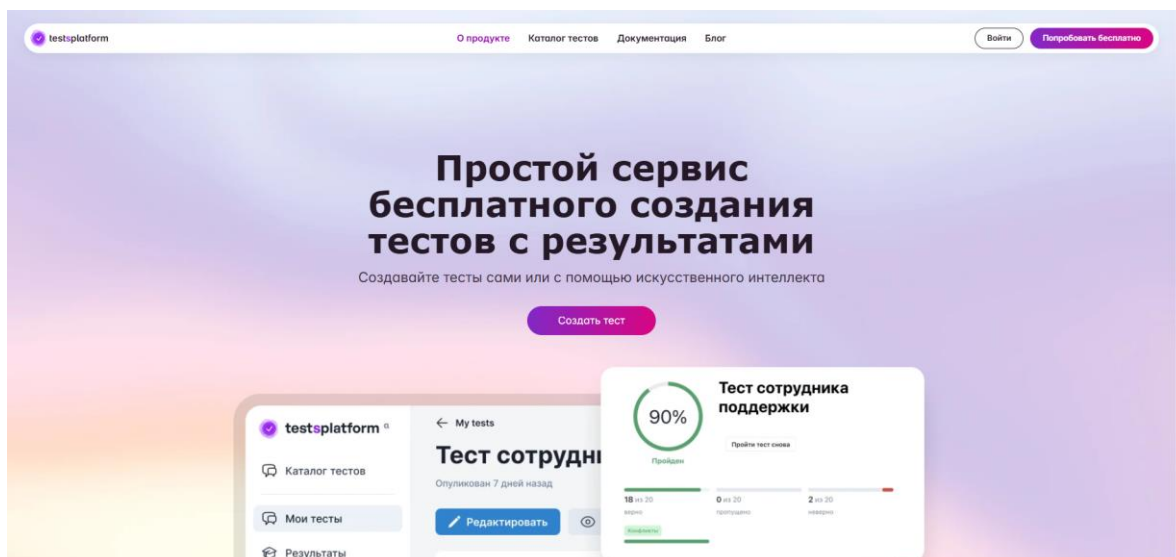 testsplatform
О продукте Каталог тестов Документация Блог
Войти Попробовать бесплатно
Простой сервис
бесплатного создания
тестов с результатами
Создавайте тесты сами или с помощью искусственного интеллекта
Создать тест
testsplatform α
Каталог тестов
Мои тесты
Результаты
← My tests
Тест сотрудн
Опуликован 7 дней назад
Редактировать
90%
Пройден
Тест сотрудника
поддержки
Пройти тест снова
18 из 20 0 из 20 2 из 20
верно пропущено неверно
Конфликты